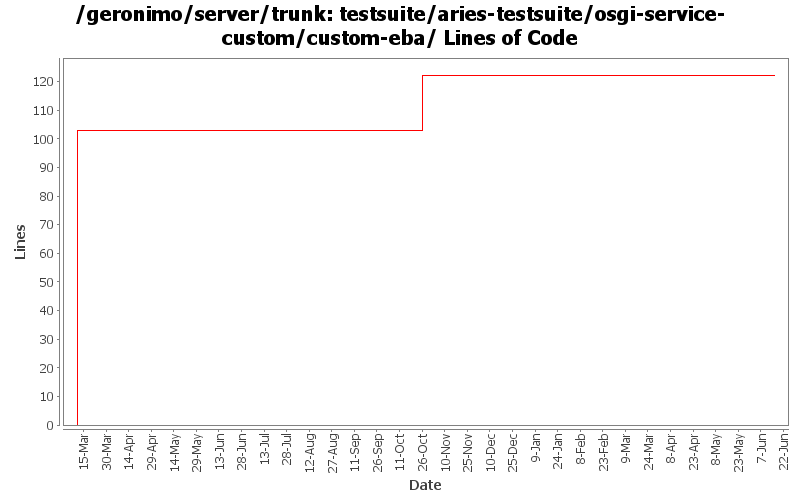 /geronimo/server/trunk: testsuite/aries-testsuite/osgi-service-
custom/custom-eba/ Lines of Code
Lines
120
110
100
90
80
70
60
50
40
30
20
10
0
15-Mar
30-Mar
14-Apr
29-Apr
14-May
29-May
13-Jun
28-Jun
13-Jul
28-Jul
12-Aug
27-Aug
11-Sep
26-Sep
11-Oct
26-Oct
10-Nov
25-Nov
10-Dec
25-Dec
9-Jan
24-Jan
8-Feb
23-Feb
9-Mar
24-Mar
8-Apr
23-Apr
8-May
23-May
7-Jun
22-Jun
Date